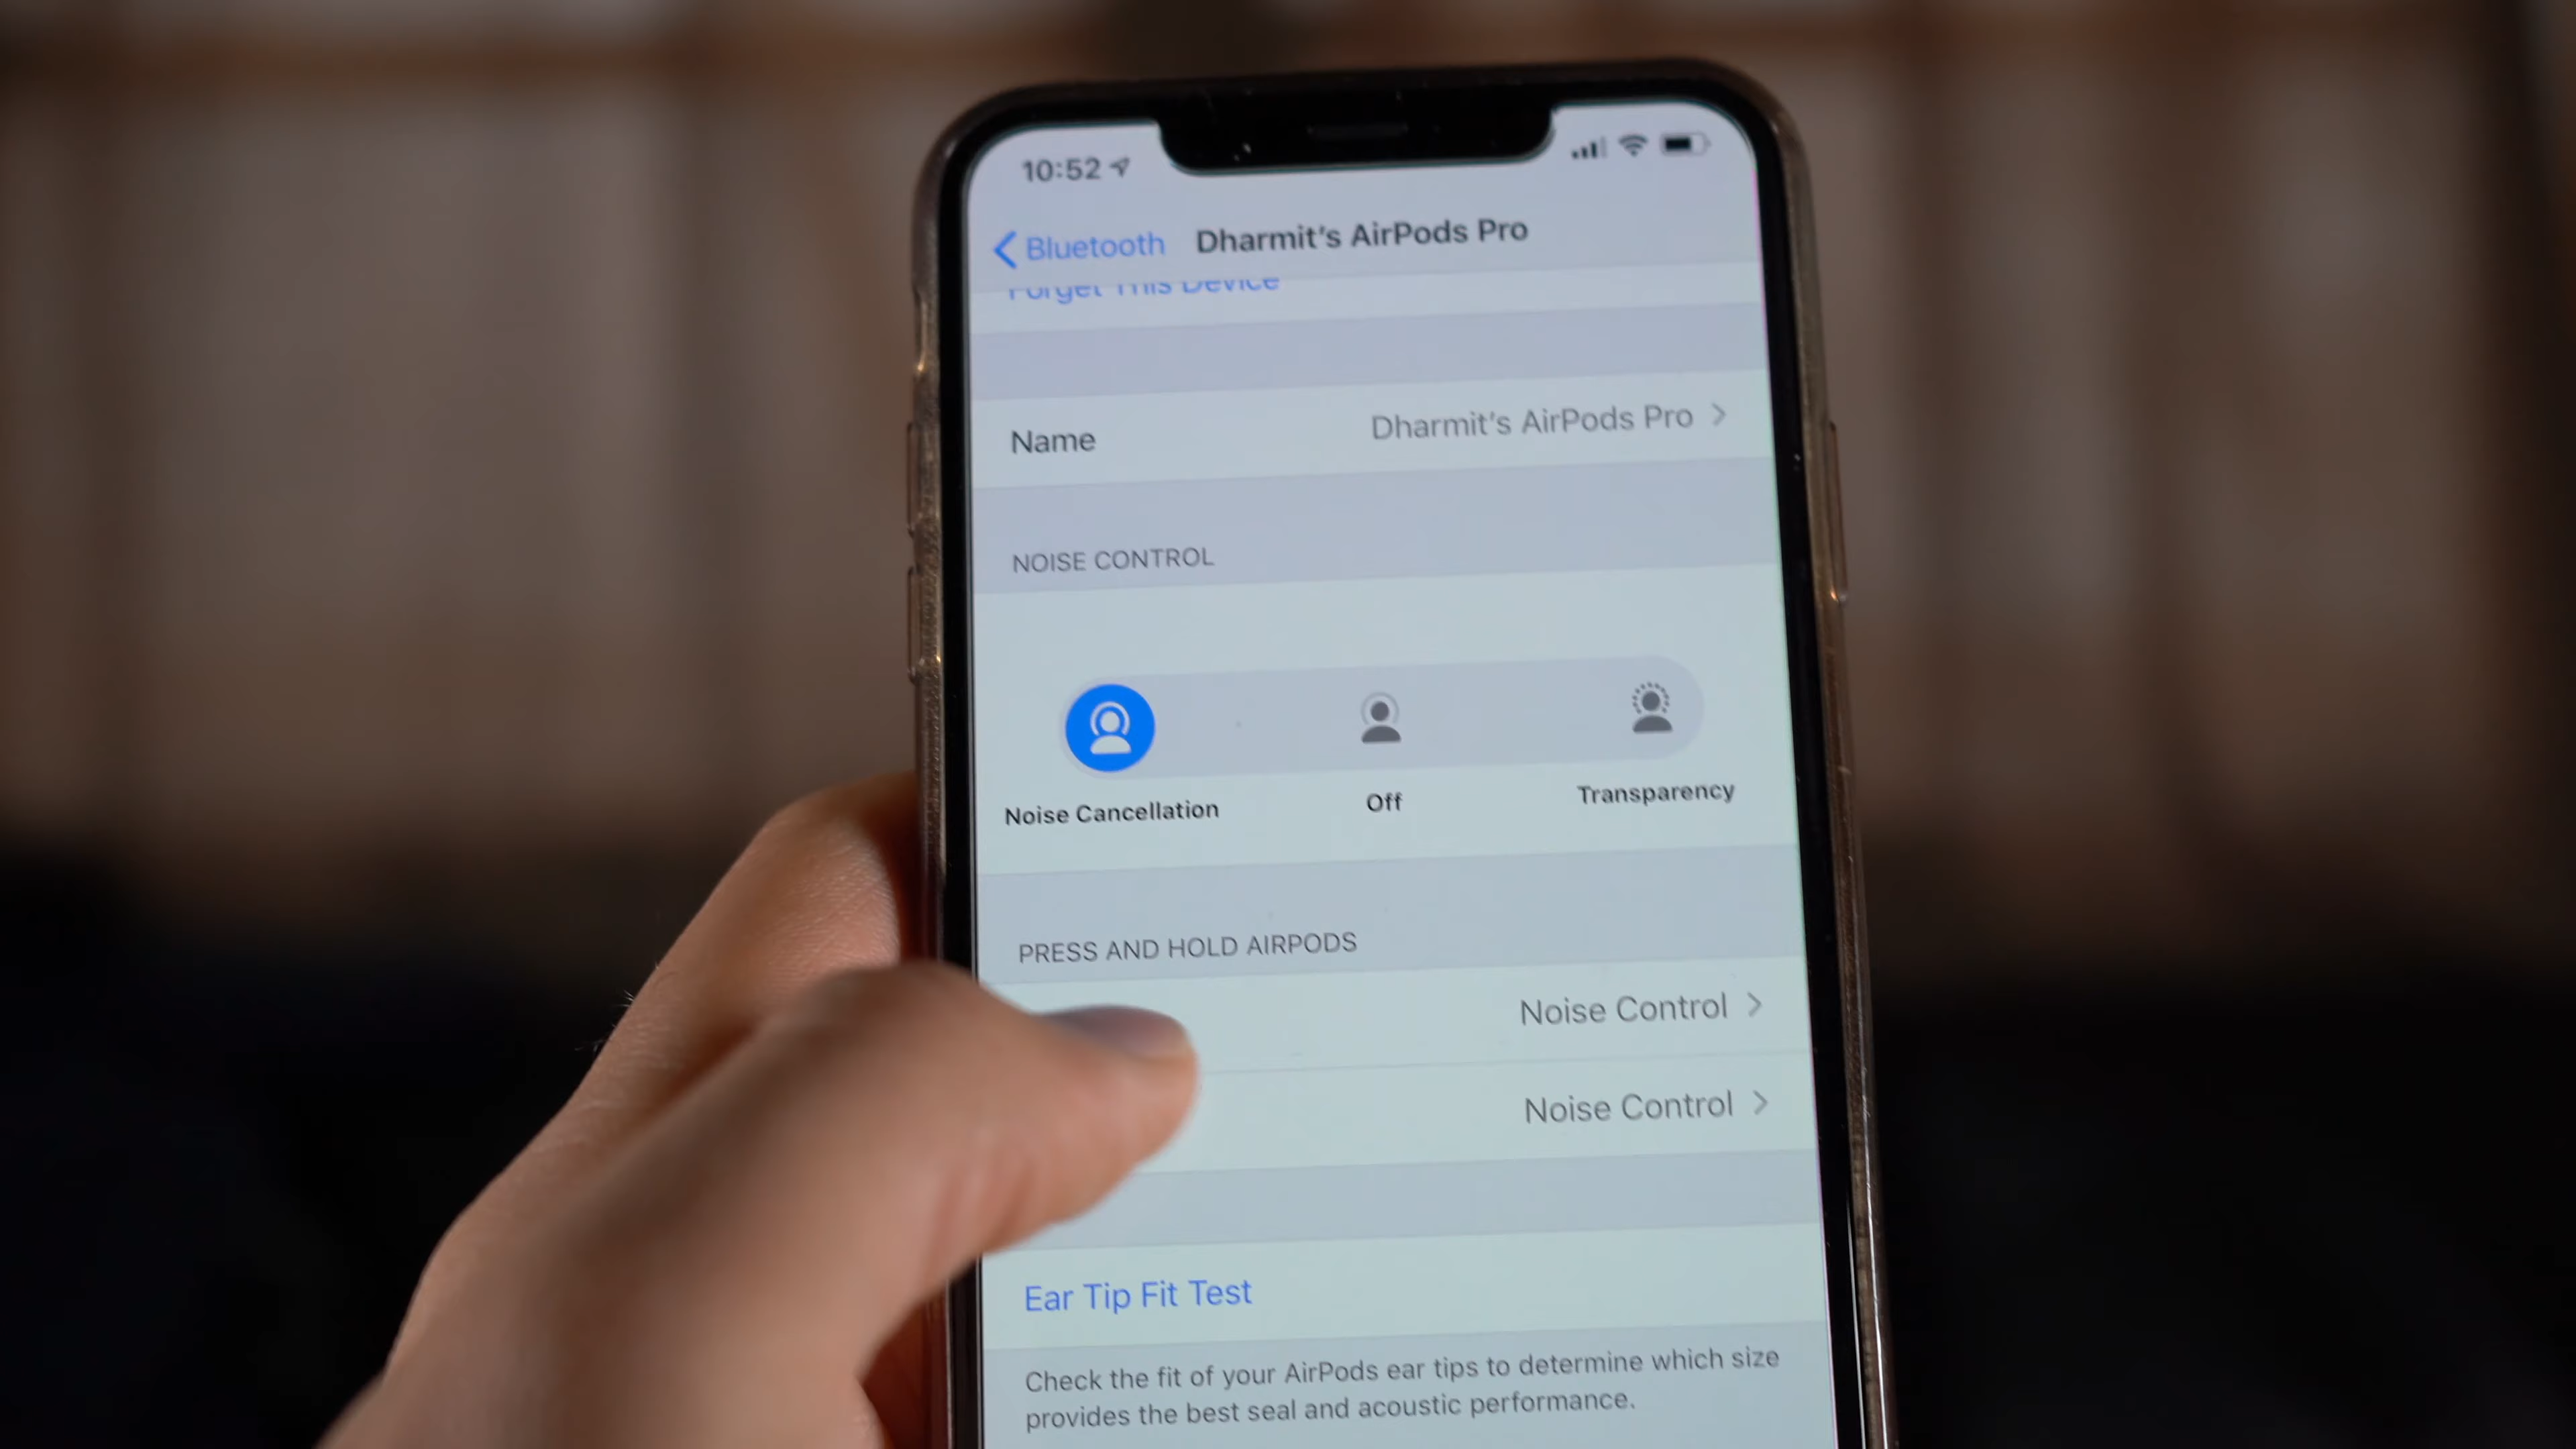 10:52
Bluetooth Dharmit's AirPods Pro
Forget This Device
Name Dharmit's AirPods Pro
NOISE CONTROL
Noise Cancellation Off Transparency
PRESS AND HOLD AIRPODS
Noise Control
Noise Control
Ear Tip Fit Test
Check the fit of your AirPods ear tips to determine which size
provides the best seal and acoustic performance.